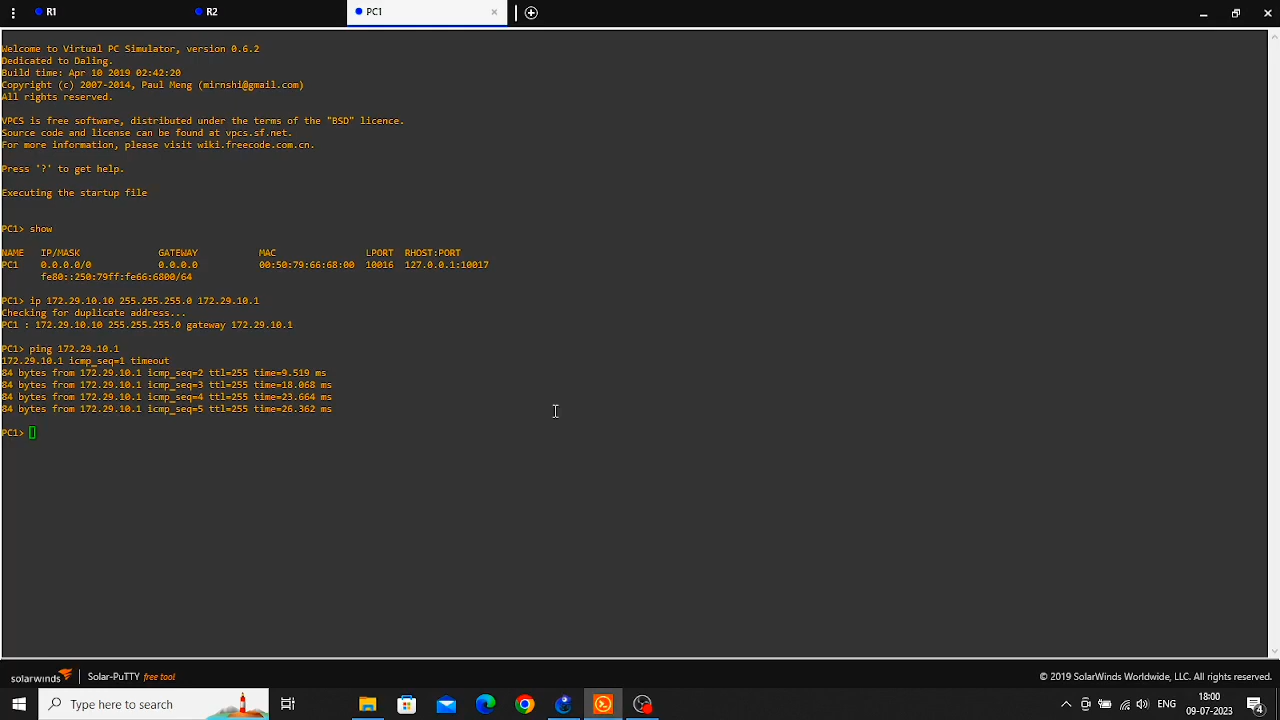 R1
R2
PC1
Welcome to Virtual PC Simulator, version 0.6.2
Dedicated to Daling.
Build time: Apr 10 2019 02:42:20
Copyright (c) 2007-2014, Paul Meng (mirnshi@gmail.com)
All rights reserved.
VPCS is free software, distributed under the terms of the "BSD" licence.
Source code and license can be found at vpcs.sf.net.
For more information, please visit wiki.freecode.com.cn.
Press '?' to get help.
Executing the startup file
PC1> show
NAME IP/MASK GATEWAY MAC LPORT RHOST:PORT
PC1 0.0.0.0/0 0.0.0.0 00:50:79:66:68:00 10016 127.0.0.1:10017
fe80::250:79ff:fe66:6800/64
PC1> ip 172.29.10.10 255.255.255.0 172.29.10.1
Checking for duplicate address...
PC1 : 172.29.10.10 255.255.255.0 gateway 172.29.10.1
PC1> ping 172.29.10.1
172.29.10.1 icmp_seq=1 timeout
84 bytes from 172.29.10.1 icmp_seq=2 ttl=255 time=9.519 ms
84 bytes from 172.29.10.1 icmp_seq=3 ttl=255 time=18.068 ms
84 bytes from 172.29.10.1 icmp_seq=4 ttl=255 time=23.664 ms
84 bytes from 172.29.10.1 icmp_seq=5 ttl=255 time=26.362 ms
PC1>
solarwinds Solar-PuTTY free tool
© 2019 SolarWinds Worldwide, LLC. All rights reserved.
Type here to search
ENG
18:00
09-07-2023
4